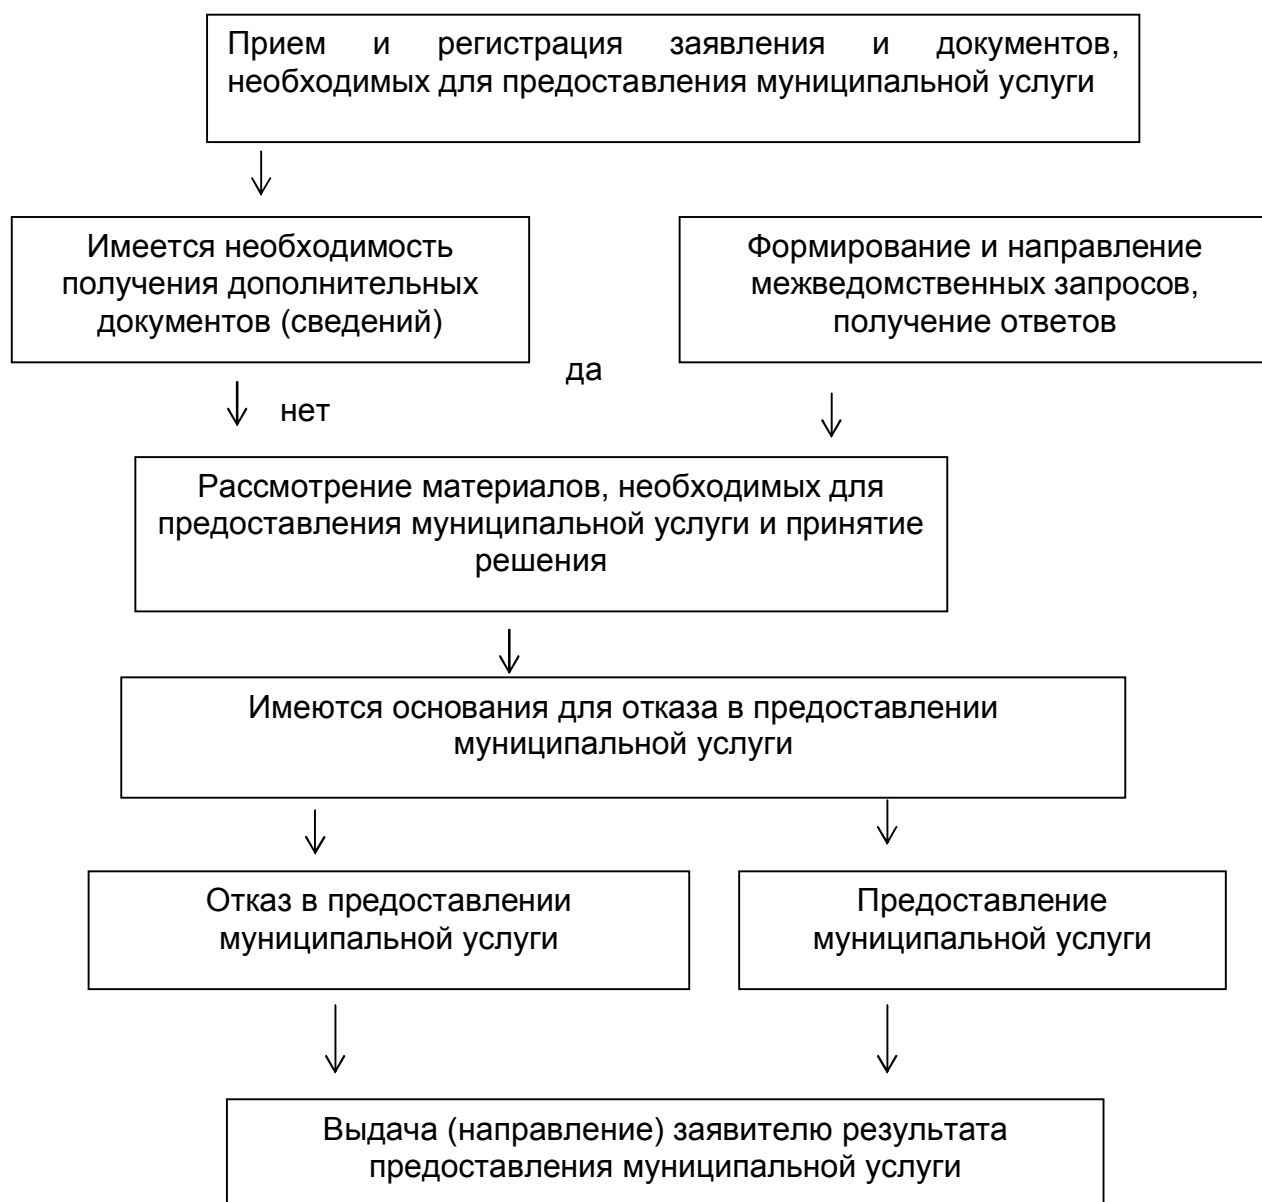 Прием и регистрация заявления и документов,
необходимых для предоставления муниципальной услуги
Имеется необходимость
получения дополнительных
документов (сведений)
Формирование и направление
межведомственных запросов,
получение ответов
да
нет
Рассмотрение материалов, необходимых для
предоставления муниципальной услуги и принятие
решения
Имеются основания для отказа в предоставлении
муниципальной услуги
Отказ в предоставлении
муниципальной услуги
Предоставление
муниципальной услуги
Выдача (направление) заявителю результата
предоставления муниципальной услуги